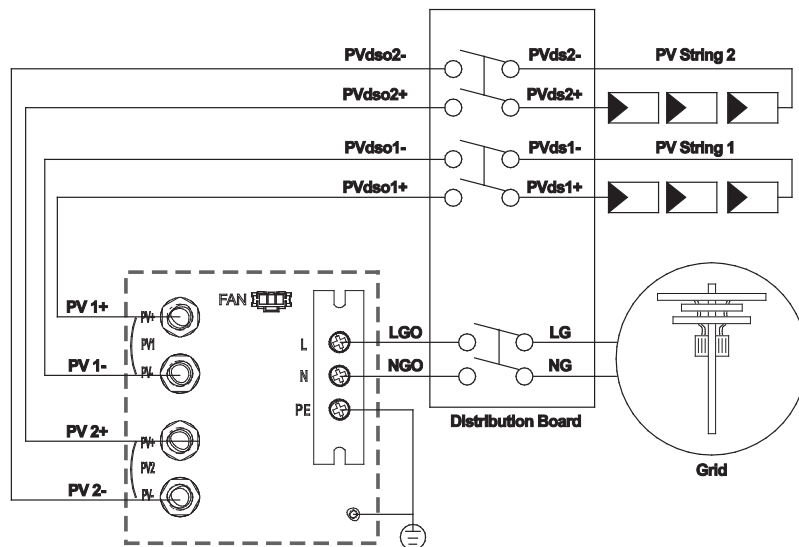 PVdso2- PVds2- PV String 2
PVdso2+ PVds2+
PVdso1- PVds1- PV String 1
PVdso1+ PVds1+
PV 1+
PV+
PV1
PV 1-
PV-
PV 2+
PV+
PV2
PV 2-
PV-
FAN
L LGO LG
N NGO NG
PE
Distribution Board
Grid